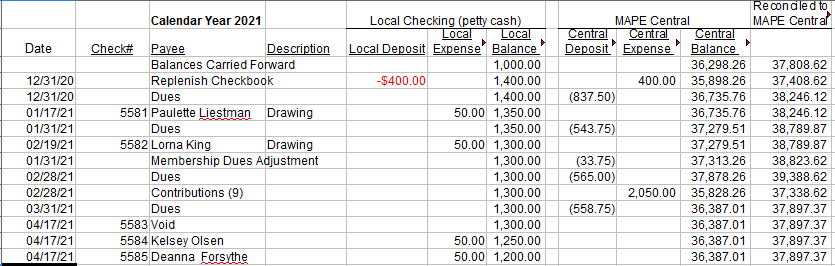 Reconciled to
Calendar Year 2021 Local Checking (petty cash) MAPE Central MAPE Central
Local Local Central Central Central
Date Check# Payee Description Local Deposit Expense Balance Deposit Expense Balance
Balances Carried Forward 1,000.00 36,298.26 37,808.62
12/31/20 Replenish Checkbook -$400.00 1,400.00 400.00 35,898.26 37,408.62
12/31/20 Dues 1,400.00 (837.50) 36,735.76 38,246.12
01/17/21 5581 Paulette Liestman Drawing 50.00 1,350.00 36,735.76 38,246.12
01/31/21 Dues 1,350.00 (543.75) 37,279.51 38,789.87
02/19/21 5582 Lorna King Drawing 50.00 1,300.00 37,279.51 38,789.87
01/31/21 Membership Dues Adjustment 1,300.00 (33.75) 37,313.26 38,823.62
02/28/21 Dues 1,300.00 (565.00) 37,878.26 39,388.62
02/28/21 Contributions (9) 1,300.00 2,050.00 35,828.26 37,338.62
03/31/21 Dues 1,300.00 (558.75) 36,387.01 37,897.37
04/17/21 5583 Void 1,300.00 36,387.01 37,897.37
04/17/21 5584 Kelsey Olsen 50.00 1,250.00 36,387.01 37,897.37
04/17/21 5585 Deanna Forsythe 50.00 1,200.00 36,387.01 37,897.37